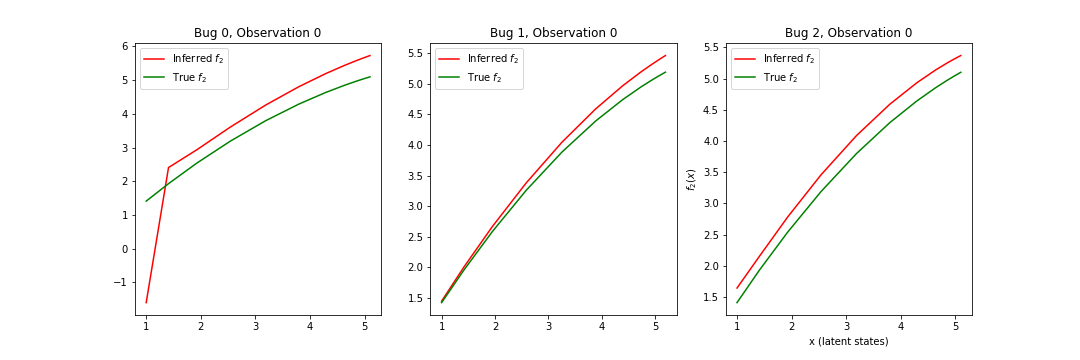 Bug 0, Observation 0
Inferred f₂
True f₂
6
5
4
3
2
1
0
−1
1 2 3 4 5
Bug 1, Observation 0
Inferred f₂
True f₂
5.5
5.0
4.5
4.0
3.5
3.0
2.5
2.0
1.5
1 2 3 4 5
Bug 2, Observation 0
Inferred f₂
True f₂
f₂(x)
5.5
5.0
4.5
4.0
3.5
3.0
2.5
2.0
1.5
1 2 3 4 5
x (latent states)